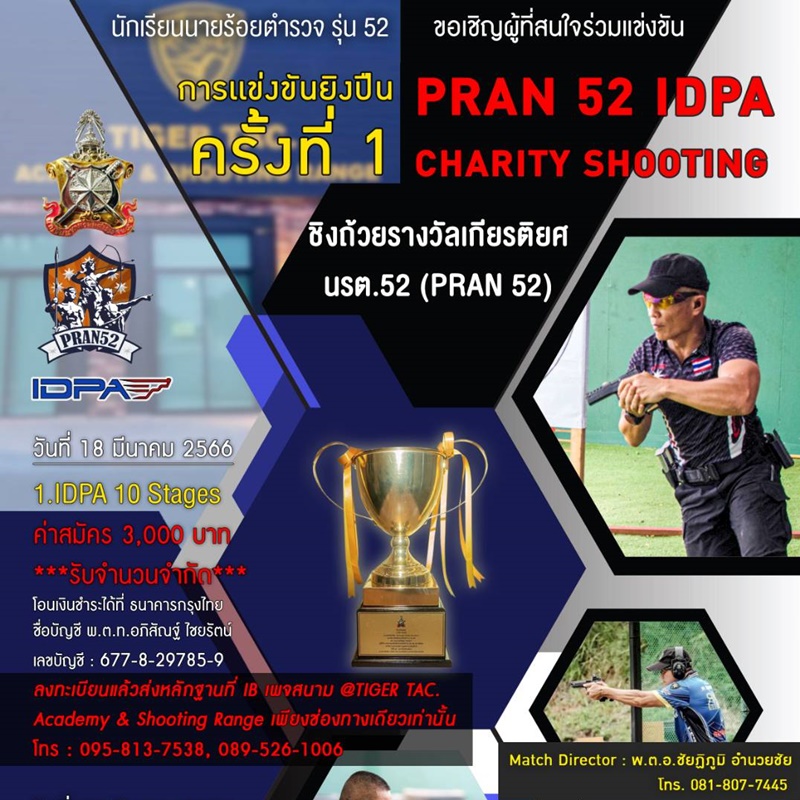 นักเรียนนายร้อยตำรวจ รุ่น 52 ขอเชิญผู้ที่สนใจร่วมแข่งขัน
การแข่งขันยิงปืน
ครั้งที่ 1
PRAN 52 IDPA
CHARITY SHOOTING
TIGER TAC
ชิงถ้วยรางวัลเกียรติยศ
นรต.52 (PRAN 52)
PRAN52
IDPA
วันที่ 18 มีนาคม 2566
1.IDPA 10 Stages
ค่าสมัคร 3,000 บาท
***รับจำนวนจำกัด***
โอนเงินชำระได้ที่ ธนาคารกรุงไทย
ชื่อบัญชี พ.ต.ท.อภิสัณฐ์ ไชยรัตน์
เลขบัญชี : 677-8-29785-9
ลงทะเบียนแล้วส่งหลักฐานที่ IB เพจสนาม @TIGER TAC.
Academy & Shooting Range เพียงช่องทางเดียวเท่านั้น
โทร : 095-813-7538, 089-526-1006
Match Director : พ.ต.อ.ชัยฏิภูมิ อำนวยชัย
โทร. 081-807-7445